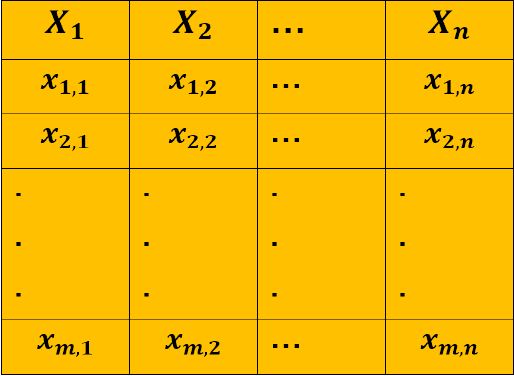 X₁ X₂ ... Xₙ
x₁,₁ x₁,₂ ... x₁,ₙ
x₂,₁ x₂,₂ ... x₂,ₙ
. . . .
. . . .
. . . .
xₘ,₁ xₘ,₂ ... xₘ,ₙ